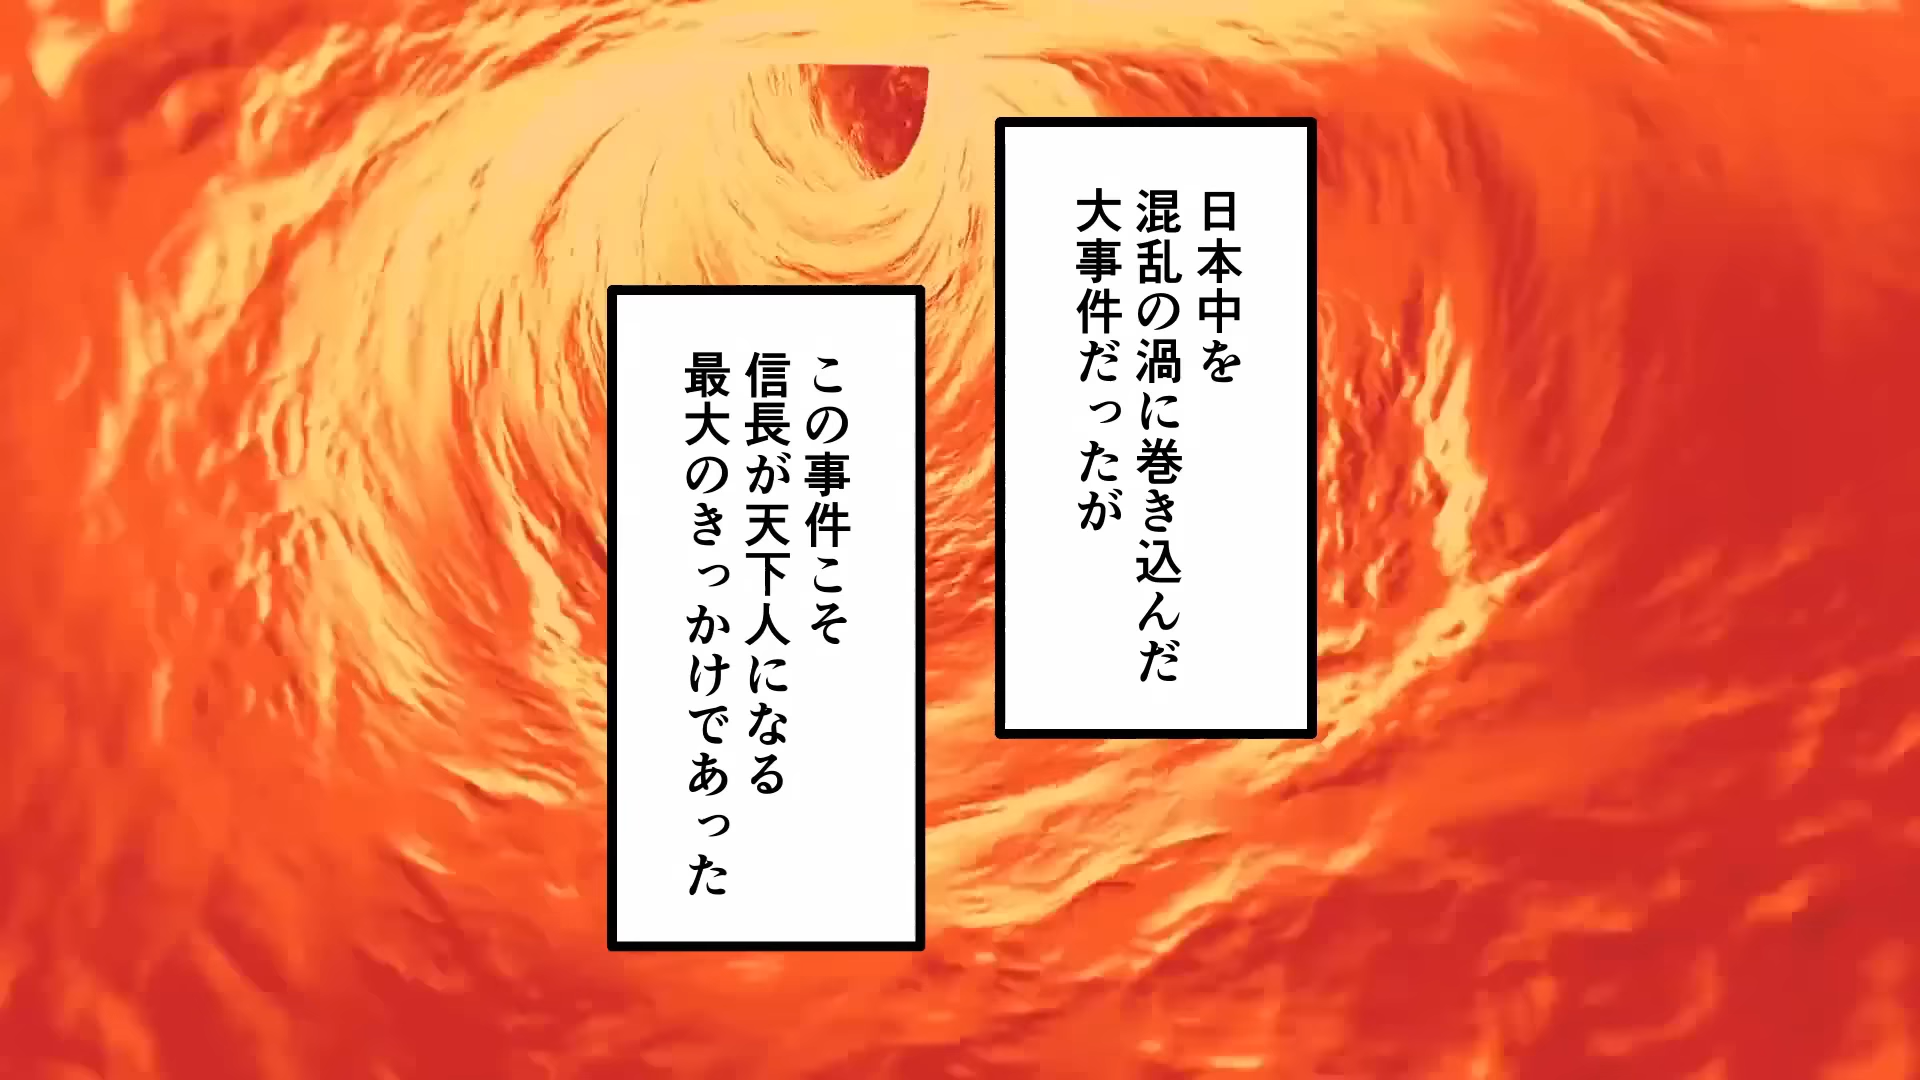 日本中を
混乱の渦に巻き込んだ
大事件だったが
この事件こそ
信長が天下人になる
最大のきっかけであった